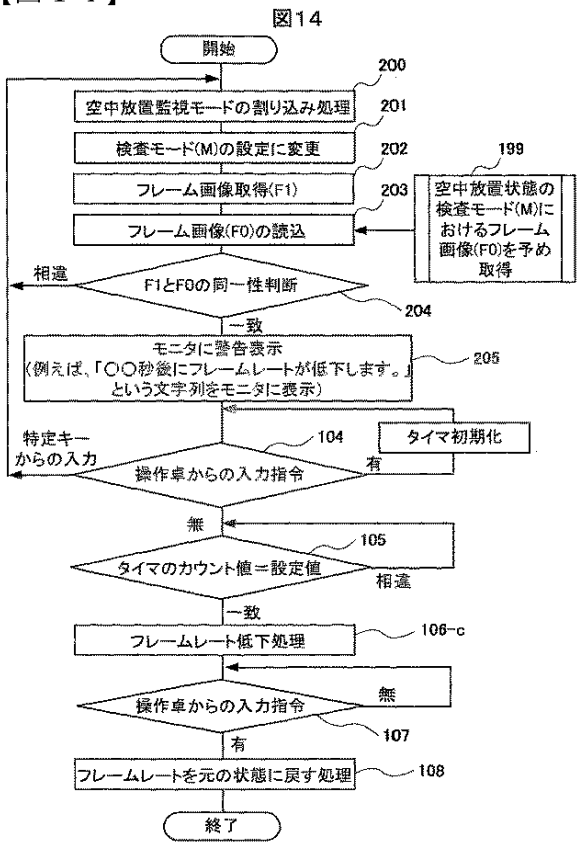 図14
開始
200
空中放置監視モードの割り込み処理
201
検査モード(M)の設定に変更
202
フレーム画像取得(F1)
203
フレーム画像(F0)の読込
199
空中放置状態の
検査モード(M)に
おけるフレーム
画像(F0)を予め
取得
相違
F1とF0の同一性判断
204
一致
モニタに警告表示
(例えば、「〇〇秒後にフレームレートが低下します。」
という文字列をモニタに表示)
205
特定キー
からの入力
104
タイマ初期化
操作卓からの入力指令
有
無
105
タイマのカウント値=設定値
相違
一致
106-c
フレームレート低下処理
操作卓からの入力指令
無
107
有
フレームレートを元の状態に戻す処理
108
終了